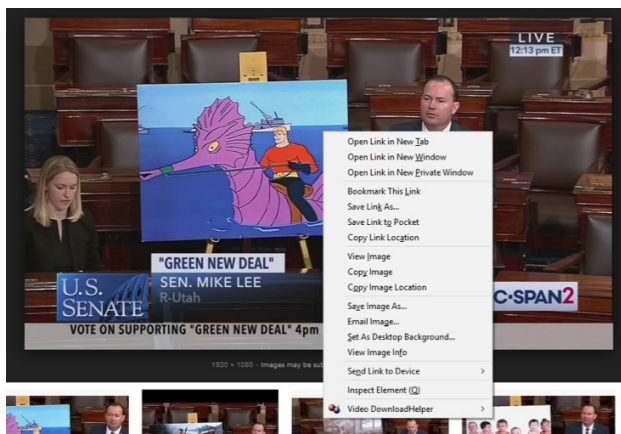 LIVE
12:13 pm ET
Open Link in New Tab
Open Link in New Window
Open Link in New Private Window
Bookmark This Link
Save Link As...
Save Link to Pocket
Copy Link Location
View Image
Copy Image
Copy Image Location
Save Image As...
Email Image...
Set As Desktop Background...
View Image Info
Send Link to Device
Inspect Element (Q)
Video DownloadHelper
"GREEN NEW DEAL"
U.S.
SENATE
SEN. MIKE LEE
R-Utah
C-SPAN2
VOTE ON SUPPORTING "GREEN NEW DEAL" 4pm
1920 × 1080 - Images may be sub